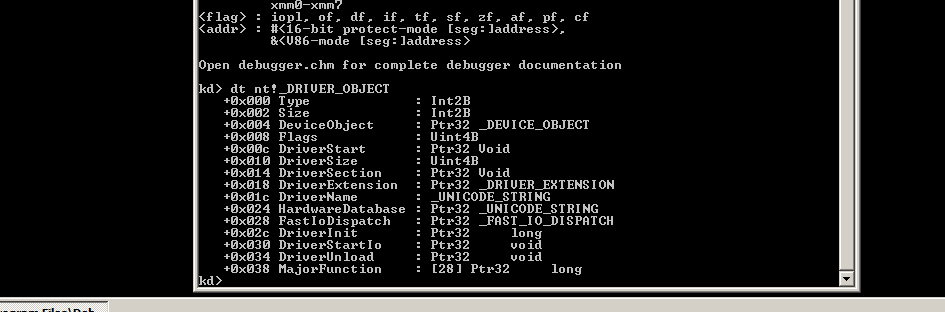 xmm0-xmm7
<flag> : iopl, of, df, if, tf, sf, zf, af, pf, cf
<addr> : #<16-bit protect-mode [seg:]address>,
&<V86-mode [seg:]address>
Open debugger.chm for complete debugger documentation
kd> dt nt!_DRIVER_OBJECT
+0x000 Type : Int2B
+0x002 Size : Int2B
+0x004 DeviceObject : Ptr32 _DEVICE_OBJECT
+0x008 Flags : Uint4B
+0x00c DriverStart : Ptr32 Void
+0x010 DriverSize : Uint4B
+0x014 DriverSection : Ptr32 Void
+0x018 DriverExtension : Ptr32 _DRIVER_EXTENSION
+0x01c DriverName : _UNICODE_STRING
+0x024 HardwareDatabase : Ptr32 _UNICODE_STRING
+0x028 FastIoDispatch : Ptr32 _FAST_IO_DISPATCH
+0x02c DriverInit : Ptr32 long
+0x030 DriverStartIo : Ptr32 void
+0x034 DriverUnload : Ptr32 void
+0x038 MajorFunction : [28] Ptr32 long
kd>